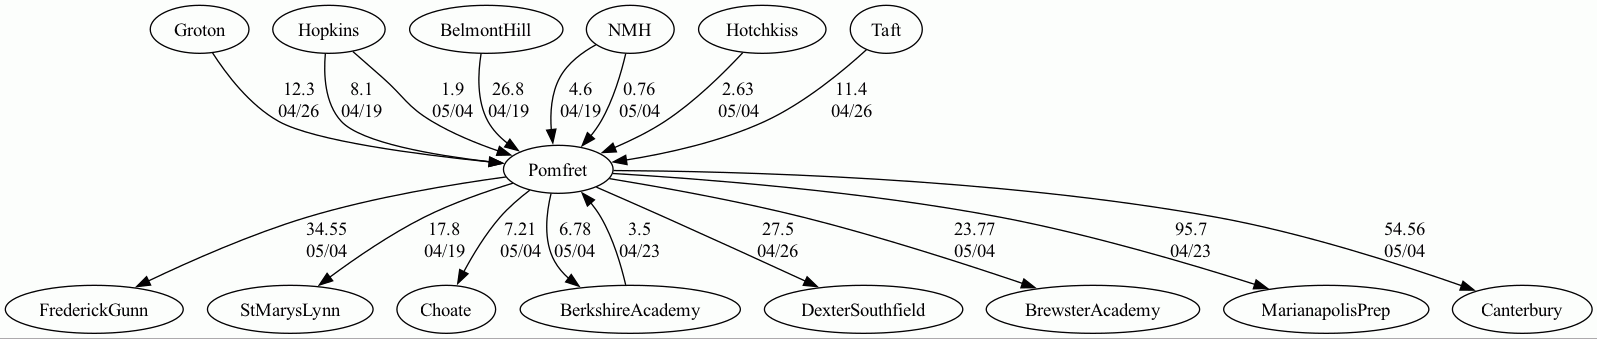 Groton Hopkins BelmontHill NMH Hotchkiss Taft
12.3 8.1 1.9 26.8 4.6 0.76 2.63 11.4
04/26 04/19 05/04 04/19 04/19 05/04 05/04 04/26
Pomfret
34.55 17.8 7.21 6.78 3.5 27.5 23.77 95.7 54.56
05/04 04/19 05/04 05/04 04/23 04/26 05/04 04/23 05/04
FrederickGunn StMarysLynn Choate BerkshireAcademy DexterSouthfield BrewsterAcademy MarianapolisPrep Canterbury